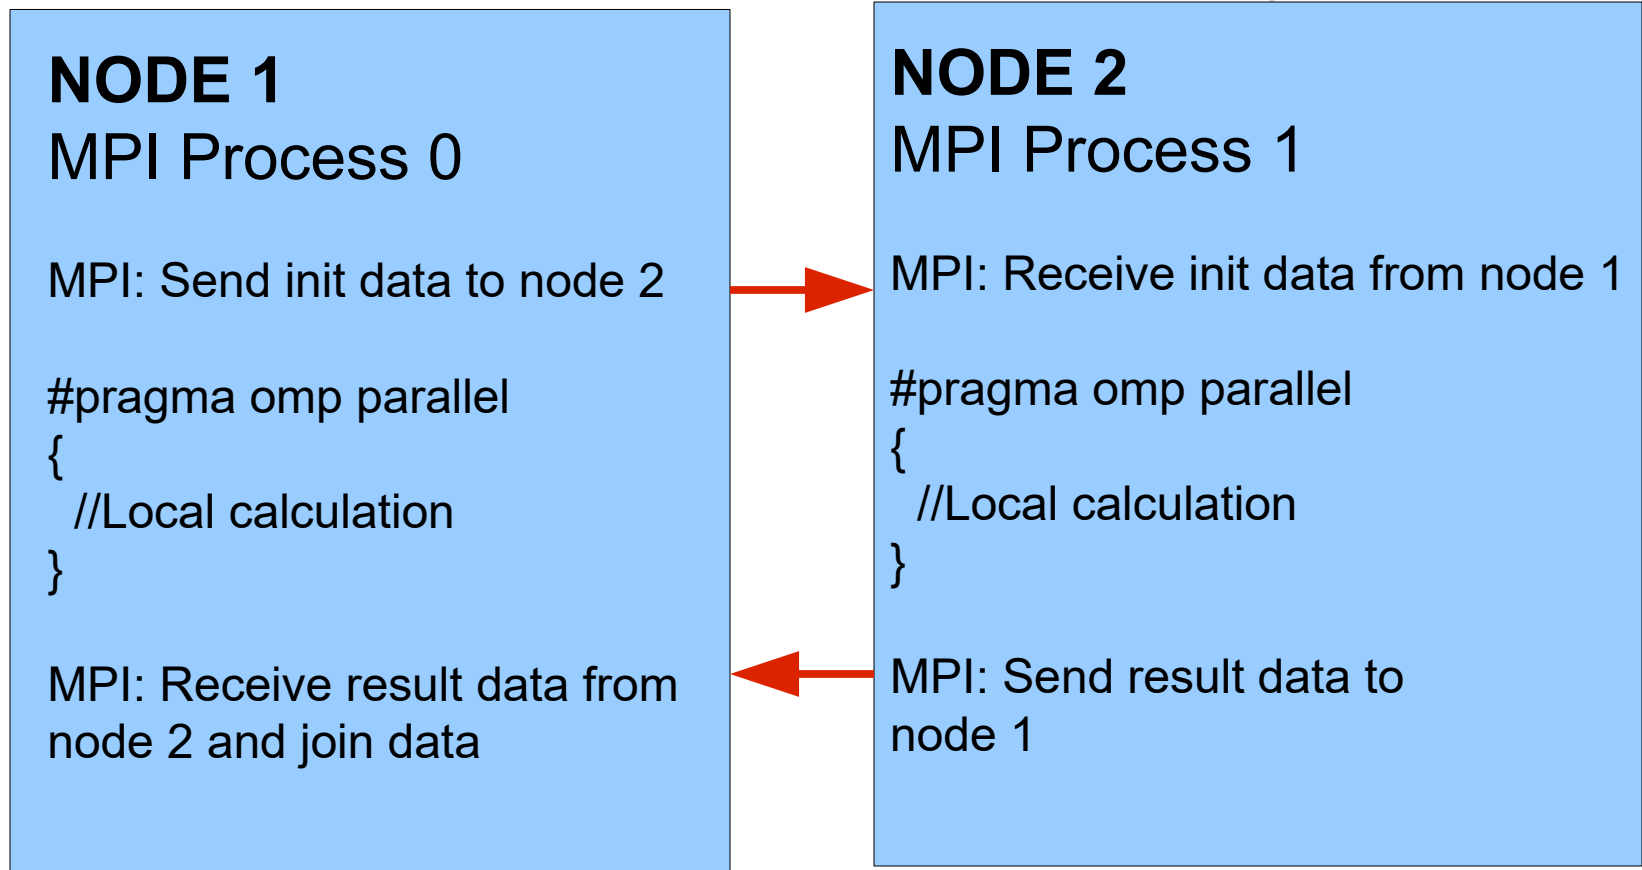 NODE 1
MPI Process 0
MPI: Send init data to node 2
#pragma omp parallel
{
//Local calculation
}
MPI: Receive result data from
node 2 and join data
NODE 2
MPI Process 1
MPI: Receive init data from node 1
#pragma omp parallel
{
//Local calculation
}
MPI: Send result data to
node 1